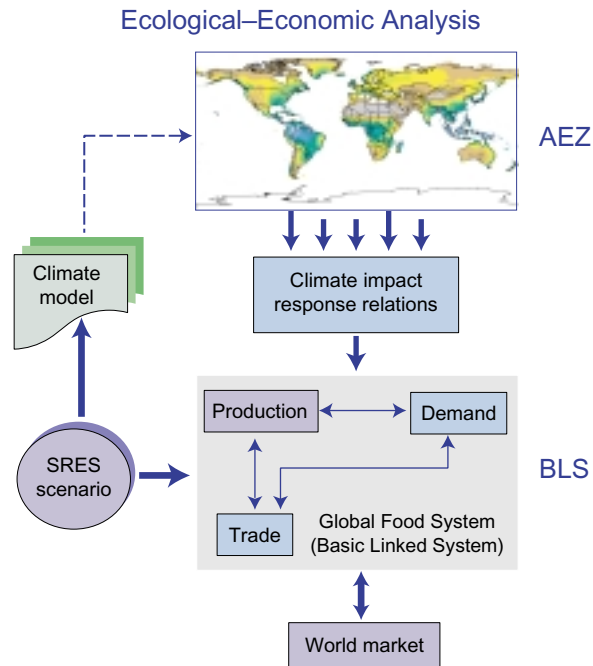 Ecological–Economic Analysis
AEZ
Climate
model
Climate impact
response relations
Production
Demand
SRES
scenario
BLS
Trade
Global Food System
(Basic Linked System)
World market